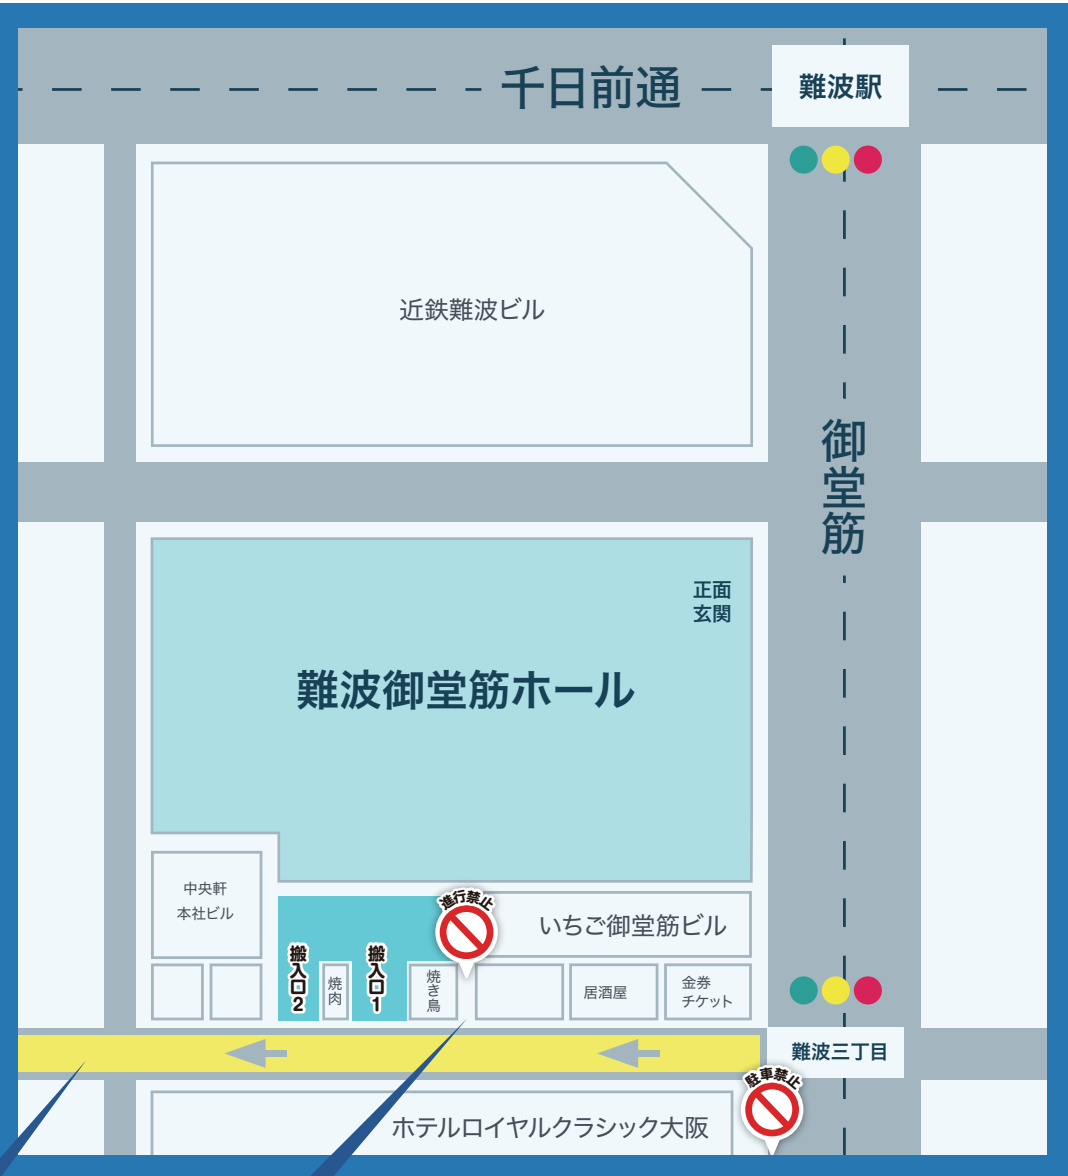 千日前通
難波駅
近鉄難波ビル
御堂筋
正面
玄関
難波御堂筋ホール
中央軒
本社ビル
進行禁止
いちご御堂筋ビル
搬入口2
焼肉
搬入口1
焼き鳥
居酒屋
金券
チケット
難波三丁目
駐車禁止
ホテルロイヤルクラシック大阪